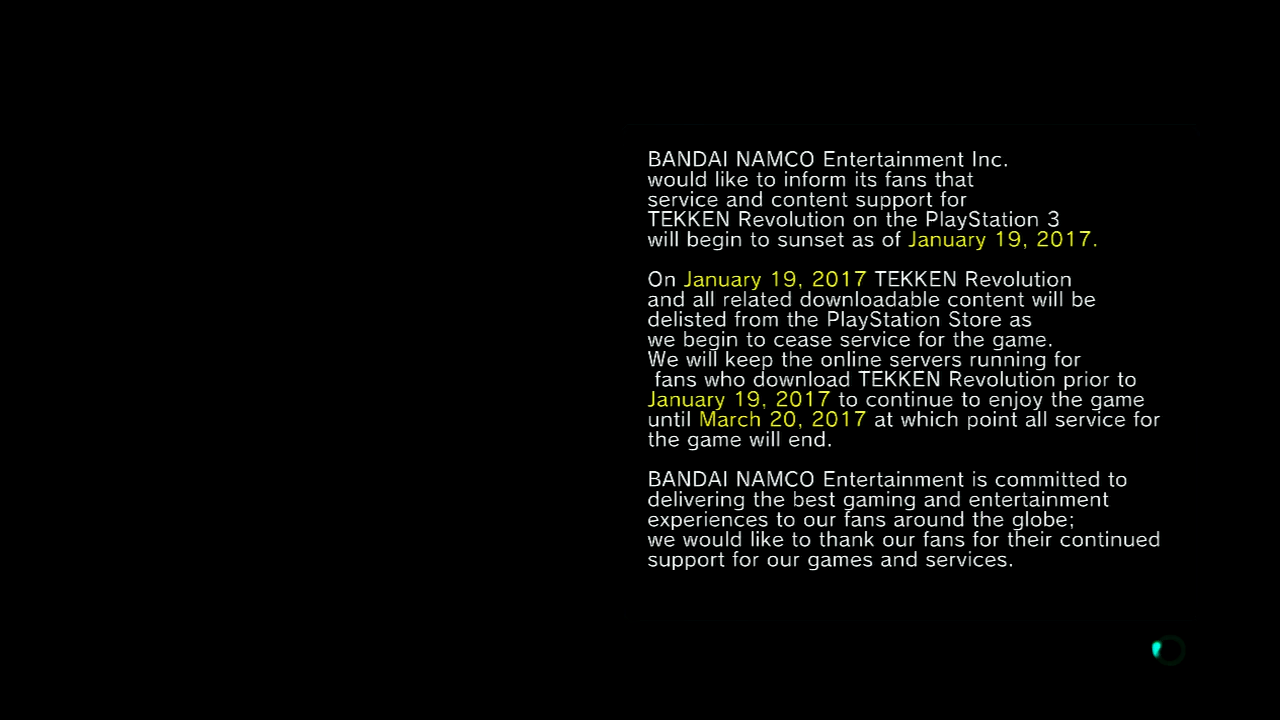 BANDAI NAMCO Entertainment Inc.
would like to inform its fans that
service and content support for
TEKKEN Revolution on the PlayStation 3
will begin to sunset as of January 19, 2017.
On January 19, 2017 TEKKEN Revolution
and all related downloadable content will be
delisted from the PlayStation Store as
we begin to cease service for the game.
We will keep the online servers running for
fans who download TEKKEN Revolution prior to
January 19, 2017 to continue to enjoy the game
until March 20, 2017 at which point all service for
the game will end.
BANDAI NAMCO Entertainment is committed to
delivering the best gaming and entertainment
experiences to our fans around the globe;
we would like to thank our fans for their continued
support for our games and services.